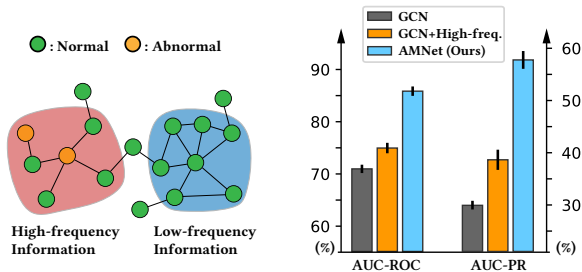 : Normal
: Abnormal
High-frequency
Information
Low-frequency
Information
GCN
GCN+High-freq.
AMNet (Ours)
90
80
70
60
(%)
60
50
40
30
(%)
AUC-ROC
AUC-PR